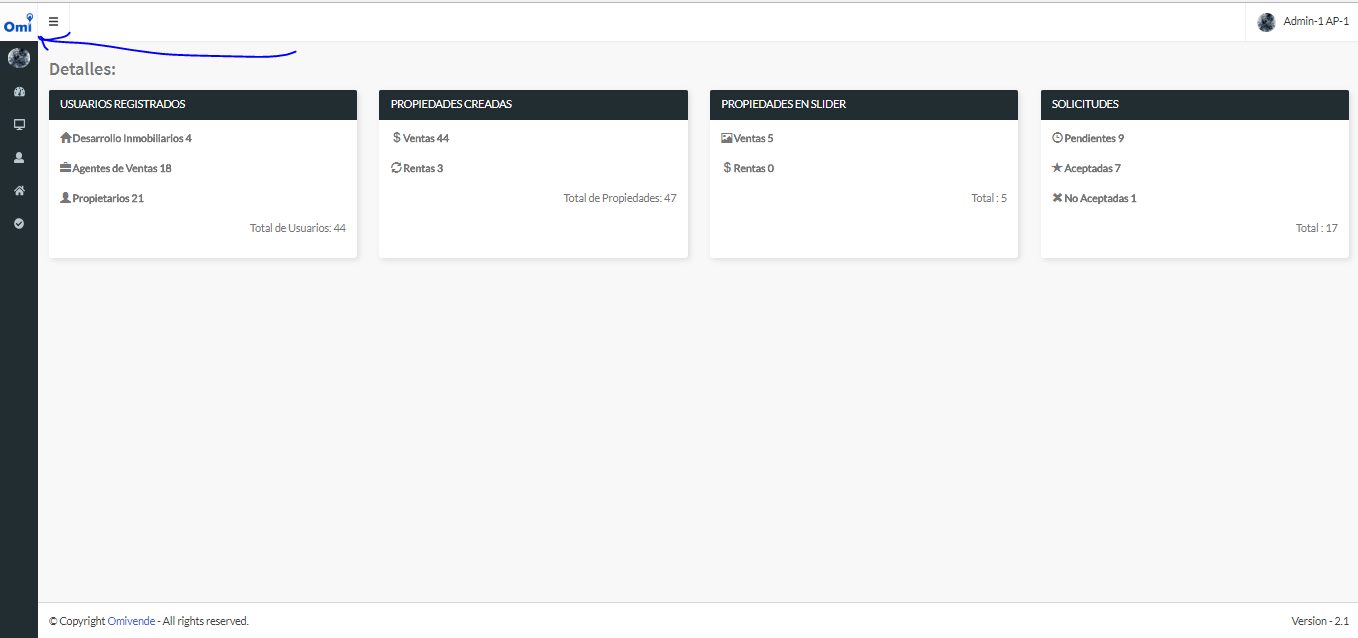 Omi
Admin-1 AP-1
Detalles:
USUARIOS REGISTRADOS
Desarrollo Inmobiliarios 4
Agentes de Ventas 18
Propietarios 21
Total de Usuarios: 44
PROPIEDADES CREADAS
$ Ventas 44
Rentas 3
Total de Propiedades: 47
PROPIEDADES EN SLIDER
Ventas 5
$ Rentas 0
Total : 5
SOLICITUDES
Pendientes 9
Aceptadas 7
No Aceptadas 1
Total : 17
© Copyright Omivende - All rights reserved.
Version - 2.1